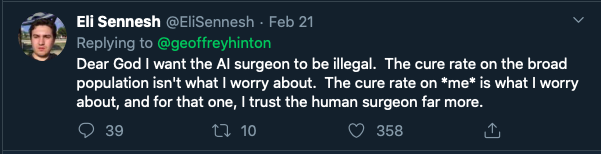 Eli Sennesh @EliSennesh · Feb 21
Replying to @geoffreyhinton
Dear God I want the AI surgeon to be illegal.  The cure rate on the broad
population isn't what I worry about.  The cure rate on *me* is what I worry
about, and for that one, I trust the human surgeon far more.
39 10 358